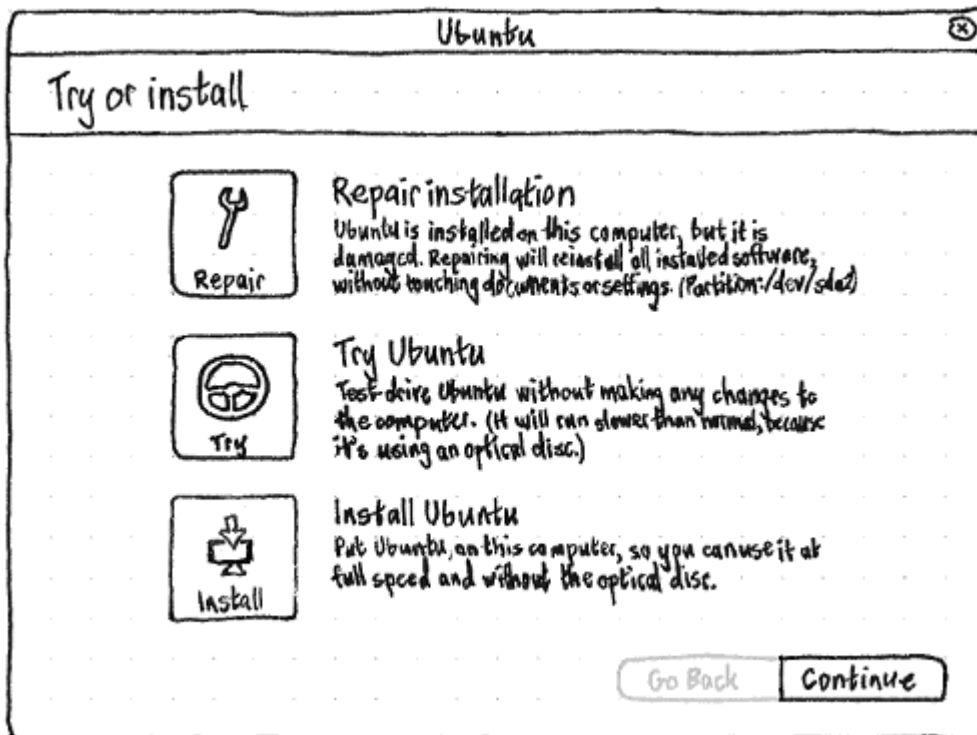 Ubuntu
Try or install
Repair installation
Ubuntu is installed on this computer, but it is
damaged. Repairing will reinstall all installed software,
without touching documents or settings. (Partition:/dev/sda2)
Repair
Try Ubuntu
Test-drive Ubuntu without making any changes to
the computer. (It will run slower than normal, because
it's using an optical disc.)
Try
Install Ubuntu
Put Ubuntu on this computer, so you can use it at
full speed and without the optical disc.
Install
Go Back
Continue